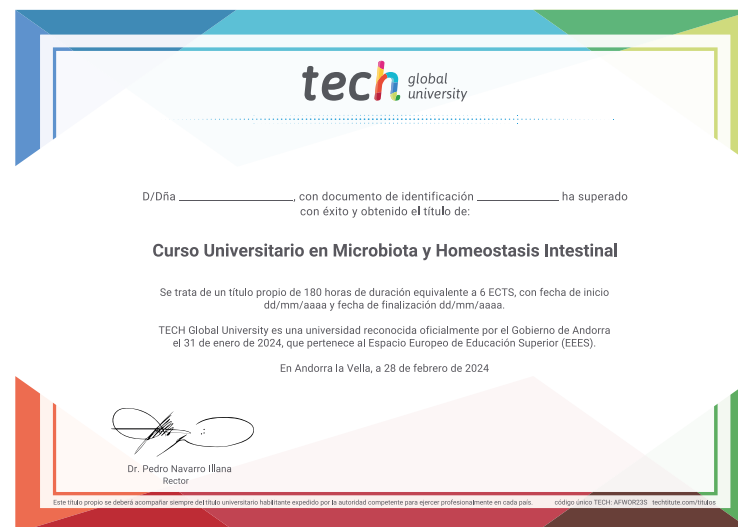 tech global university
D/Dña ______________, con documento de identificación __________ ha superado
con éxito y obtenido el título de:
Curso Universitario en Microbiota y Homeostasis Intestinal
Se trata de un título propio de 180 horas de duración equivalente a 6 ECTS, con fecha de inicio
dd/mm/aaaa y fecha de finalización dd/mm/aaaa.
TECH Global University es una universidad reconocida oficialmente por el Gobierno de Andorra
el 31 de enero de 2024, que pertenece al Espacio Europeo de Educación Superior (EEES).
En Andorra la Vella, a 28 de febrero de 2024
Dr. Pedro Navarro Illana
Rector
Este título propio se deberá acompañar siempre del título universitario habilitante expedido por la autoridad competente para ejercer profesionalmente en cada país. código único TECH: AFWOR23S techtitute.com/titulos